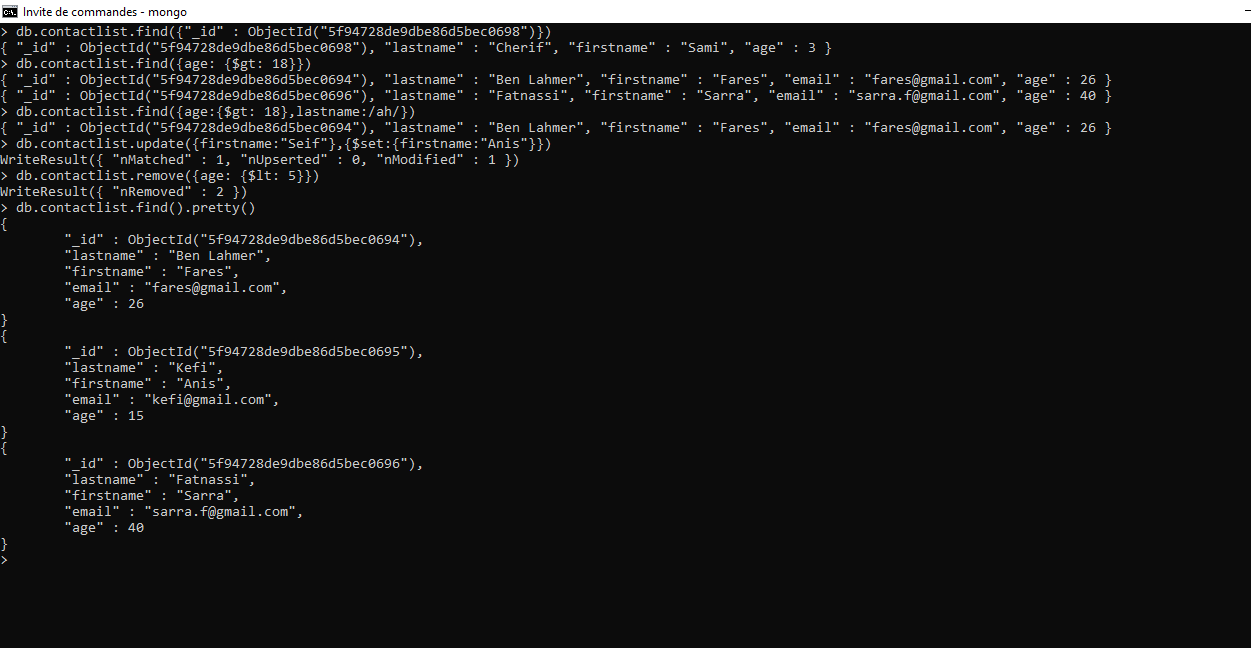 Invite de commandes - mongo
> db.contactlist.find({"_id" : ObjectId("5f94728de9dbe86d5bec0698")})
{ "_id" : ObjectId("5f94728de9dbe86d5bec0698"), "lastname" : "Cherif", "firstname" : "Sami", "age" : 3 }
> db.contactlist.find({age: {$gt: 18}})
{ "_id" : ObjectId("5f94728de9dbe86d5bec0694"), "lastname" : "Ben Lahmer", "firstname" : "Fares", "email" : "fares@gmail.com", "age" : 26 }
{ "_id" : ObjectId("5f94728de9dbe86d5bec0696"), "lastname" : "Fatnassi", "firstname" : "Sarra", "email" : "sarra.f@gmail.com", "age" : 40 }
> db.contactlist.find({age:{$gt: 18},lastname:/ah/})
{ "_id" : ObjectId("5f94728de9dbe86d5bec0694"), "lastname" : "Ben Lahmer", "firstname" : "Fares", "email" : "fares@gmail.com", "age" : 26 }
> db.contactlist.update({firstname:"Seif"},{$set:{firstname:"Anis"}})
WriteResult({ "nMatched" : 1, "nUpserted" : 0, "nModified" : 1 })
> db.contactlist.remove({age: {$lt: 5}})
WriteResult({ "nRemoved" : 2 })
> db.contactlist.find().pretty()
{
        "_id" : ObjectId("5f94728de9dbe86d5bec0694"),
        "lastname" : "Ben Lahmer",
        "firstname" : "Fares",
        "email" : "fares@gmail.com",
        "age" : 26
}
{
        "_id" : ObjectId("5f94728de9dbe86d5bec0695"),
        "lastname" : "Kefi",
        "firstname" : "Anis",
        "email" : "kefi@gmail.com",
        "age" : 15
}
{
        "_id" : ObjectId("5f94728de9dbe86d5bec0696"),
        "lastname" : "Fatnassi",
        "firstname" : "Sarra",
        "email" : "sarra.f@gmail.com",
        "age" : 40
}
>